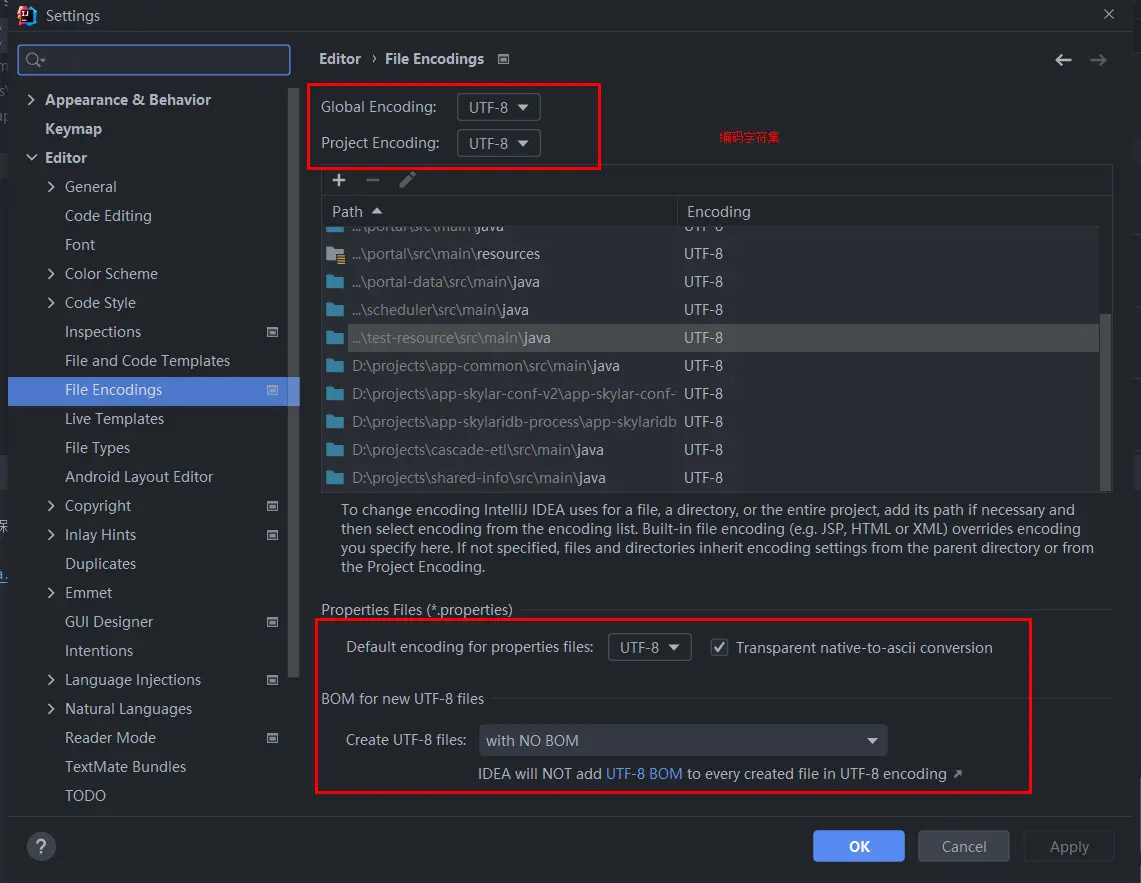 Settings
Editor › File Encodings
Appearance & Behavior
Keymap
Editor
General
Code Editing
Font
Color Scheme
Code Style
Inspections
File and Code Templates
File Encodings
Live Templates
File Types
Android Layout Editor
Copyright
Inlay Hints
Duplicates
Emmet
GUI Designer
Intentions
Language Injections
Natural Languages
Reader Mode
TextMate Bundles
TODO
Global Encoding: UTF-8
Project Encoding: UTF-8
编码字符集
Path Encoding
...\portal\src\main\java UTF-8
...\portal\src\main\resources UTF-8
...\portal-data\src\main\java UTF-8
...\scheduler\src\main\java UTF-8
...\test-resource\src\main\java UTF-8
D:\projects\app-common\src\main\java UTF-8
D:\projects\app-skylar-conf-v2\app-skylar-conf- UTF-8
D:\projects\app-skylaridb-process\app-skylaridb UTF-8
D:\projects\cascade-etl\src\main\java UTF-8
D:\projects\shared-info\src\main\java UTF-8
To change encoding IntelliJ IDEA uses for a file, a directory, or the entire project, add its path if necessary and
then select encoding from the encoding list. Built-in file encoding (e.g. JSP, HTML or XML) overrides encoding
you specify here. If not specified, files and directories inherit encoding settings from the parent directory or from
the Project Encoding.
Properties Files (*.properties)
Default encoding for properties files: UTF-8 Transparent native-to-ascii conversion
BOM for new UTF-8 files
Create UTF-8 files: with NO BOM
IDEA will NOT add UTF-8 BOM to every created file in UTF-8 encoding ↗
? OK Cancel Apply